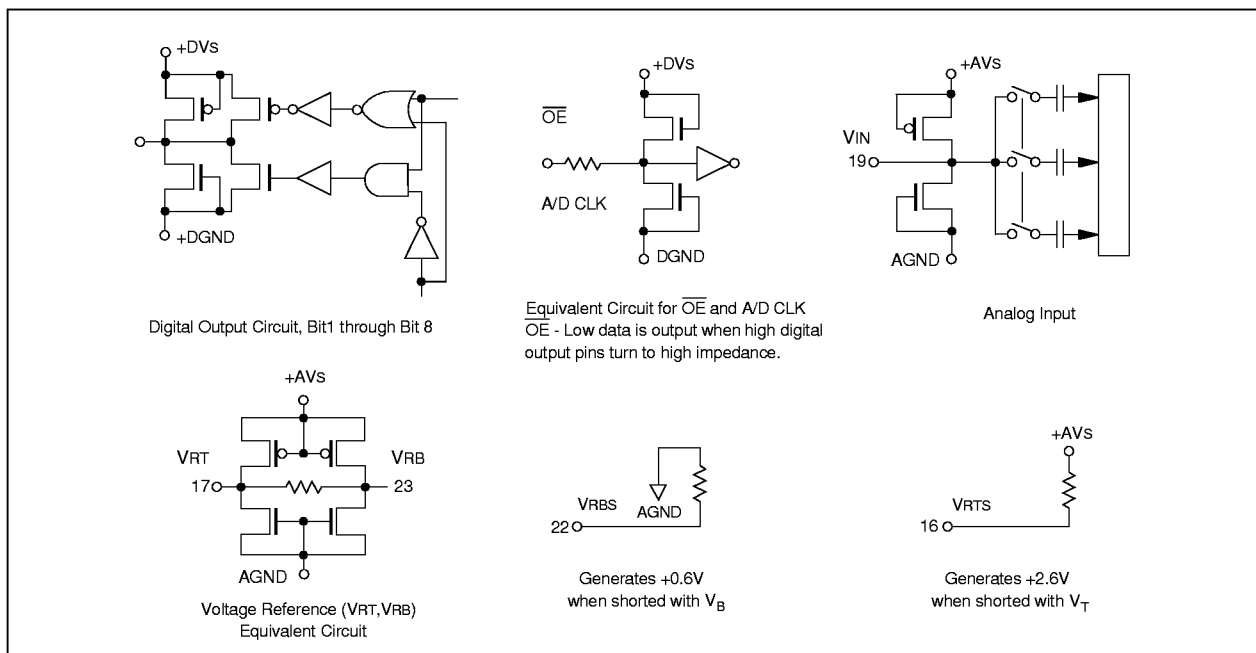 +DVS
+DGND
Digital Output Circuit, Bit1 through Bit 8
+DVS
OE
A/D CLK
DGND
Equivalent Circuit for OE and A/D CLK
OE - Low data is output when high digital
output pins turn to high impedance.
+AVS
VIN
19
AGND
Analog Input
+AVS
VRT
VRB
17
23
AGND
Voltage Reference (VRT,VRB)
Equivalent Circuit
VRBS
AGND
22
Generates +0.6V
when shorted with VB
+AVS
VRTS
16
Generates +2.6V
when shorted with VT